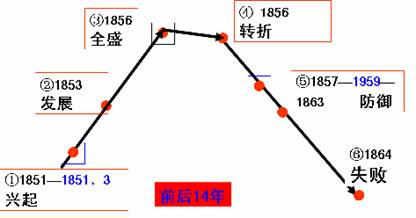 ③1856
全盛
④ 1856
转折
②1853
发展
⑤1857—1959—
1863 防御
⑥1864
失败
①1851—1851、3
兴起
前后14年